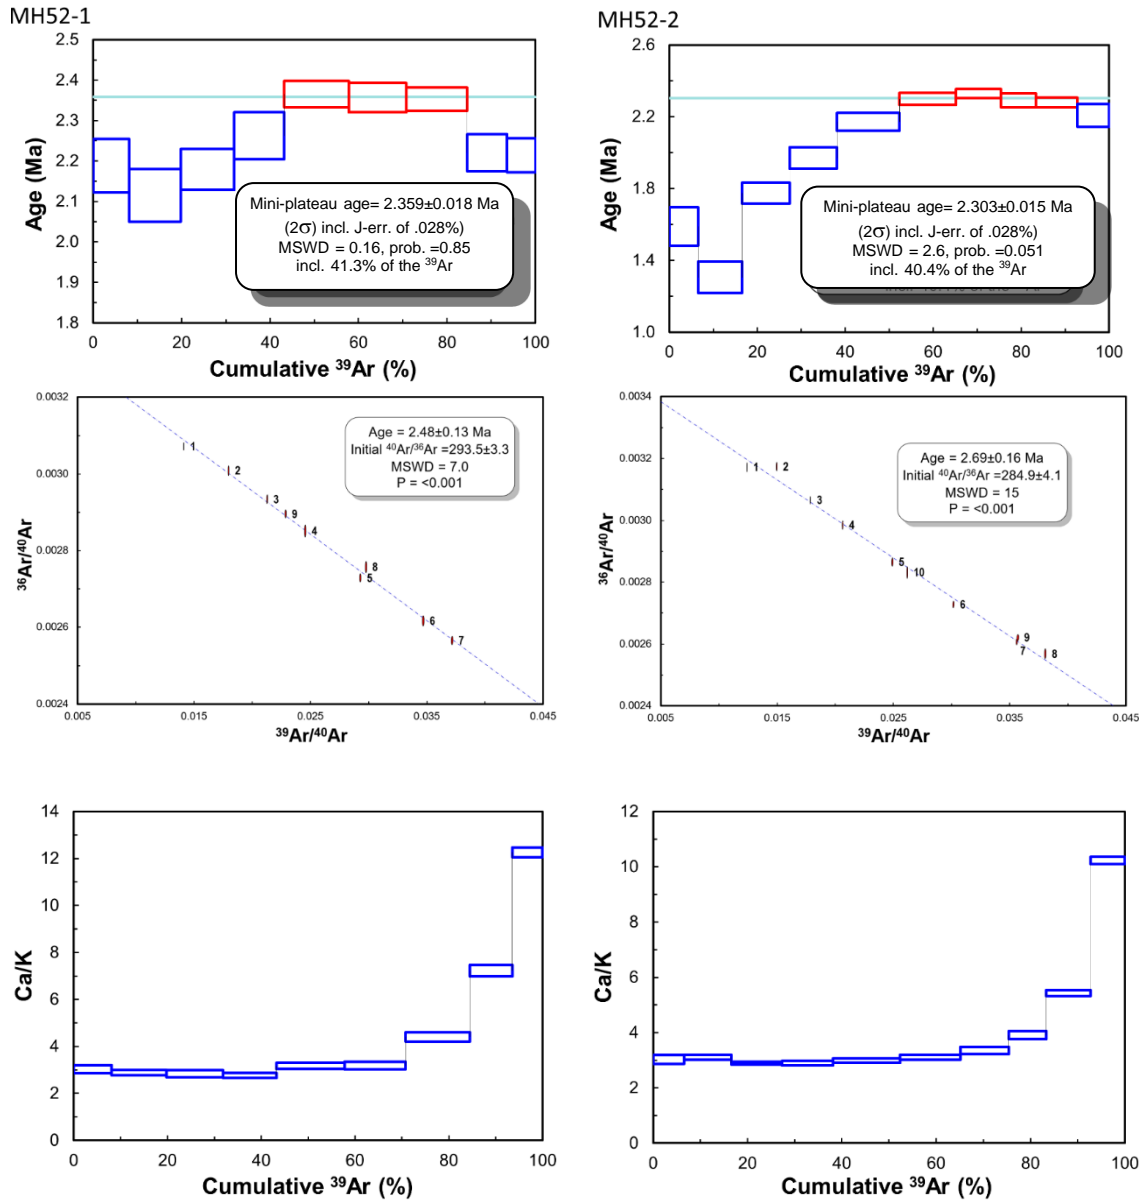 MH52-1
2.5
2.4
2.3
2.2
2.1
2.0
1.9
1.8
Age (Ma)
Mini-plateau age= 2.359±0.018 Ma
(2σ) incl. J-err. of .028%)
MSWD = 0.16, prob. =0.85
incl. 41.3% of the ³⁹Ar
0 20 40 60 80 100
Cumulative ³⁹Ar (%)
MH52-2
2.6
2.2
1.8
1.4
1.0
Age (Ma)
Mini-plateau age= 2.303±0.015 Ma
(2σ) incl. J-err. of .028%)
MSWD = 2.6, prob. =0.051
incl. 40.4% of the ³⁹Ar
0 20 40 60 80 100
Cumulative ³⁹Ar (%)
0.0032
0.0030
0.0028
0.0026
0.0024
³⁶Ar/⁴⁰Ar
Age = 2.48±0.13 Ma
Initial ⁴⁰Ar/³⁶Ar =293.5±3.3
MSWD = 7.0
P = <0.001
1
2
3
9
4
8
5
6
7
0.005 0.015 0.025 0.035 0.045
³⁹Ar/⁴⁰Ar
0.0034
0.0032
0.0030
0.0028
0.0026
0.0024
³⁶Ar/⁴⁰Ar
Age = 2.69±0.16 Ma
Initial ⁴⁰Ar/³⁶Ar =284.9±4.1
MSWD = 15
P = <0.001
1
2
3
4
5
10
6
9
7
8
0.005 0.015 0.025 0.035 0.045
³⁹Ar/⁴⁰Ar
14
12
10
8
6
4
2
0
Ca/K
0 20 40 60 80 100
Cumulative ³⁹Ar (%)
12
10
8
6
4
2
0
Ca/K
0 20 40 60 80 100
Cumulative ³⁹Ar (%)